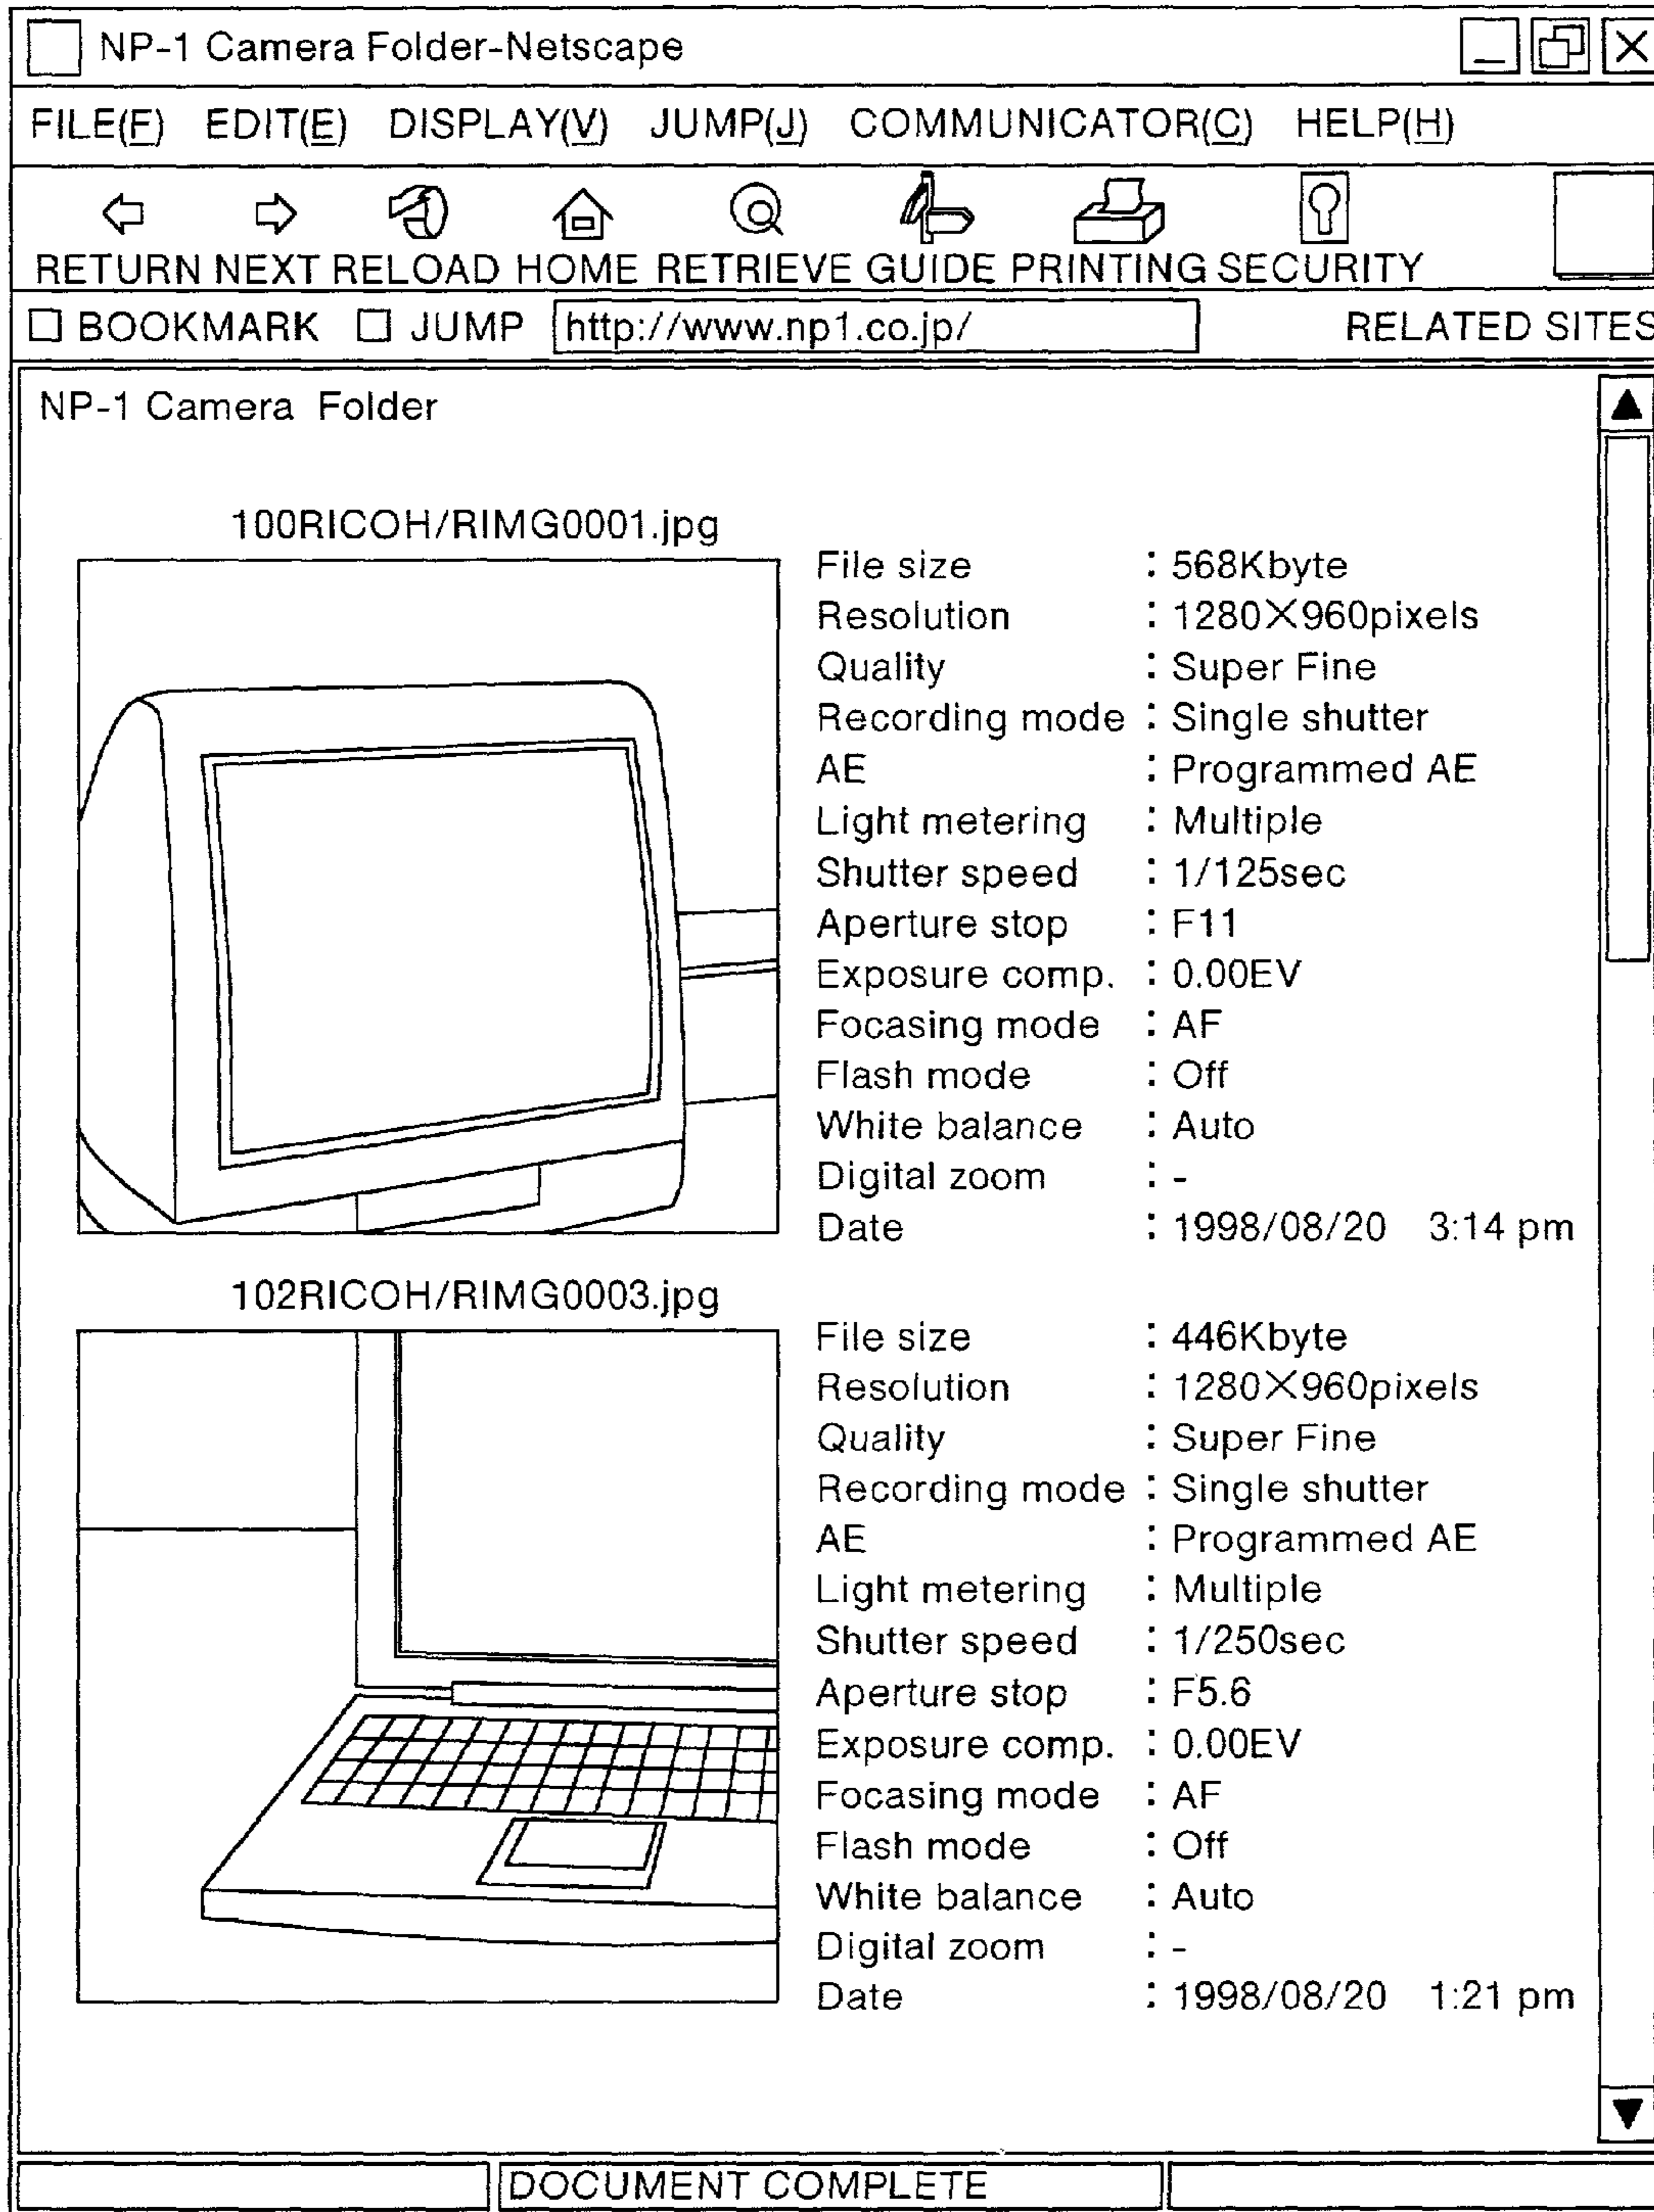 NP-1 Camera Folder-Netscape
FILE(F) EDIT(E) DISPLAY(V) JUMP(J) COMMUNICATOR(C) HELP(H)
RETURN NEXT RELOAD HOME RETRIEVE GUIDE PRINTING SECURITY
BOOKMARK JUMP http://www.np1.co.jp/ RELATED SITES
NP-1 Camera Folder
100RICOH/RIMG0001.jpg
File size : 568Kbyte
Resolution : 1280×960pixels
Quality : Super Fine
Recording mode : Single shutter
AE : Programmed AE
Light metering : Multiple
Shutter speed : 1/125sec
Aperture stop : F11
Exposure comp. : 0.00EV
Focasing mode : AF
Flash mode : Off
White balance : Auto
Digital zoom : -
Date : 1998/08/20 3:14 pm
102RICOH/RIMG0003.jpg
File size : 446Kbyte
Resolution : 1280×960pixels
Quality : Super Fine
Recording mode : Single shutter
AE : Programmed AE
Light metering : Multiple
Shutter speed : 1/250sec
Aperture stop : F5.6
Exposure comp. : 0.00EV
Focasing mode : AF
Flash mode : Off
White balance : Auto
Digital zoom : -
Date : 1998/08/20 1:21 pm
DOCUMENT COMPLETE